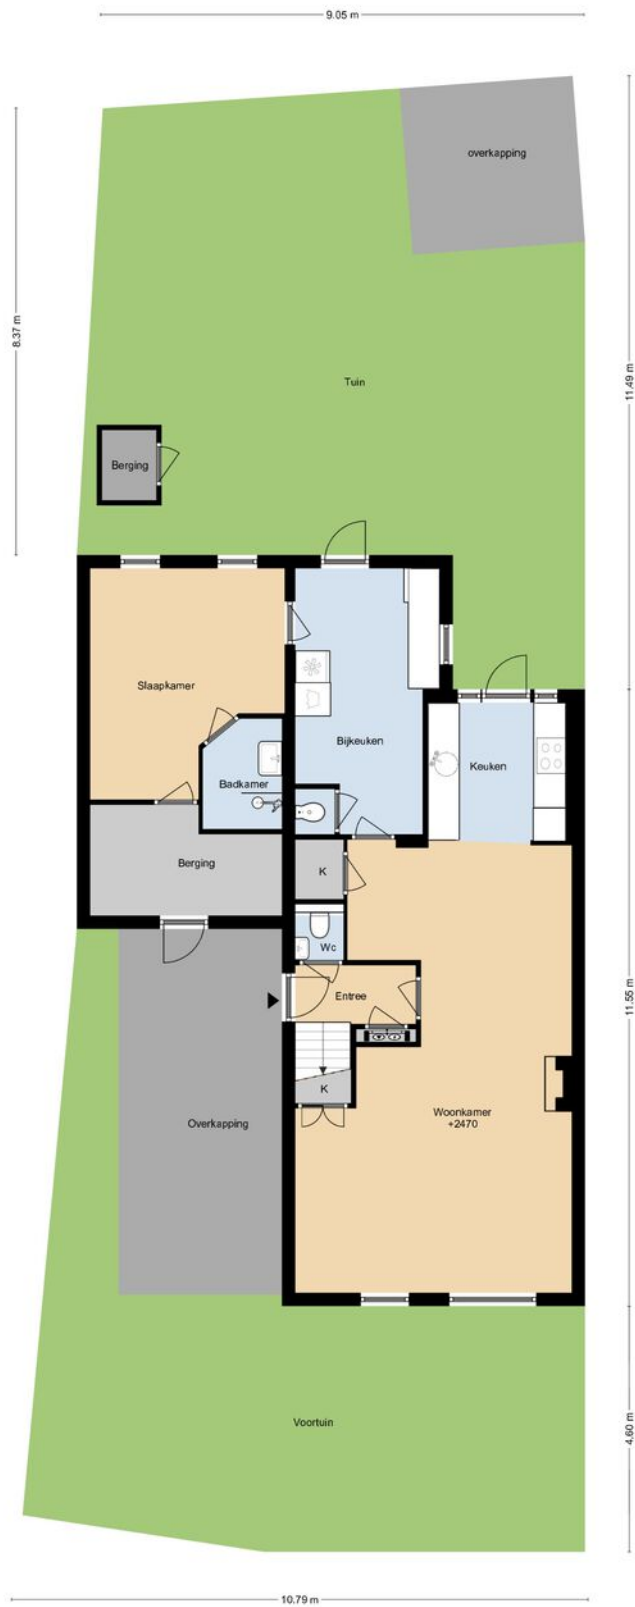 9.05 m
overkapping
8.37 m
11.49 m
Tuin
Berging
Slaapkamer
Bijkeuken
Keuken
Badkamer
Berging
K
Wc
Entree
11.55 m
K
Woonkamer
+2470
Overkapping
Voortuin
4.60 m
10.79 m